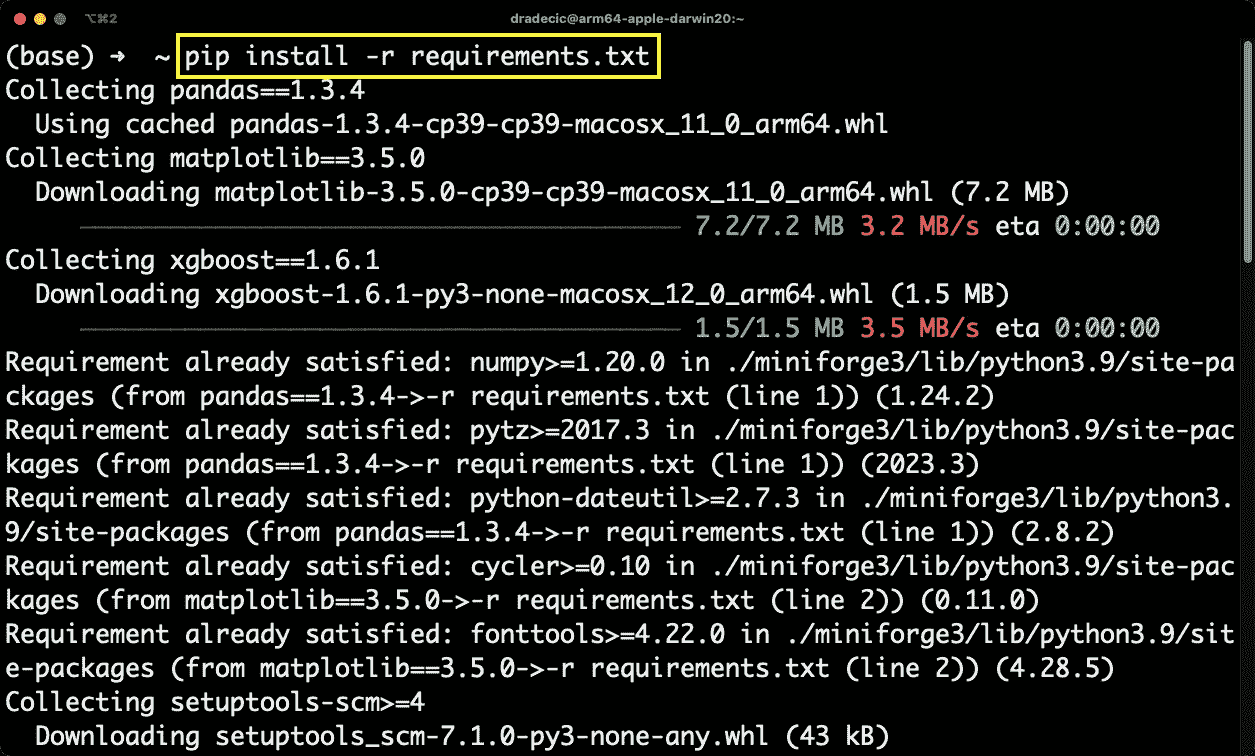 ⌥⌘2
dradecic@arm64-apple-darwin20:~
(base) → ~ pip install -r requirements.txt
Collecting pandas==1.3.4
  Using cached pandas-1.3.4-cp39-cp39-macosx_11_0_arm64.whl
Collecting matplotlib==3.5.0
  Downloading matplotlib-3.5.0-cp39-cp39-macosx_11_0_arm64.whl (7.2 MB)
7.2/7.2 MB 3.2 MB/s eta 0:00:00
Collecting xgboost==1.6.1
  Downloading xgboost-1.6.1-py3-none-macosx_12_0_arm64.whl (1.5 MB)
1.5/1.5 MB 3.5 MB/s eta 0:00:00
Requirement already satisfied: numpy>=1.20.0 in ./miniforge3/lib/python3.9/site-pa
ckages (from pandas==1.3.4->-r requirements.txt (line 1)) (1.24.2)
Requirement already satisfied: pytz>=2017.3 in ./miniforge3/lib/python3.9/site-pac
kages (from pandas==1.3.4->-r requirements.txt (line 1)) (2023.3)
Requirement already satisfied: python-dateutil>=2.7.3 in ./miniforge3/lib/python3.
9/site-packages (from pandas==1.3.4->-r requirements.txt (line 1)) (2.8.2)
Requirement already satisfied: cycler>=0.10 in ./miniforge3/lib/python3.9/site-pac
kages (from matplotlib==3.5.0->-r requirements.txt (line 2)) (0.11.0)
Requirement already satisfied: fonttools>=4.22.0 in ./miniforge3/lib/python3.9/sit
e-packages (from matplotlib==3.5.0->-r requirements.txt (line 2)) (4.28.5)
Collecting setuptools-scm>=4
  Downloading setuptools_scm-7.1.0-py3-none-any.whl (43 kB)